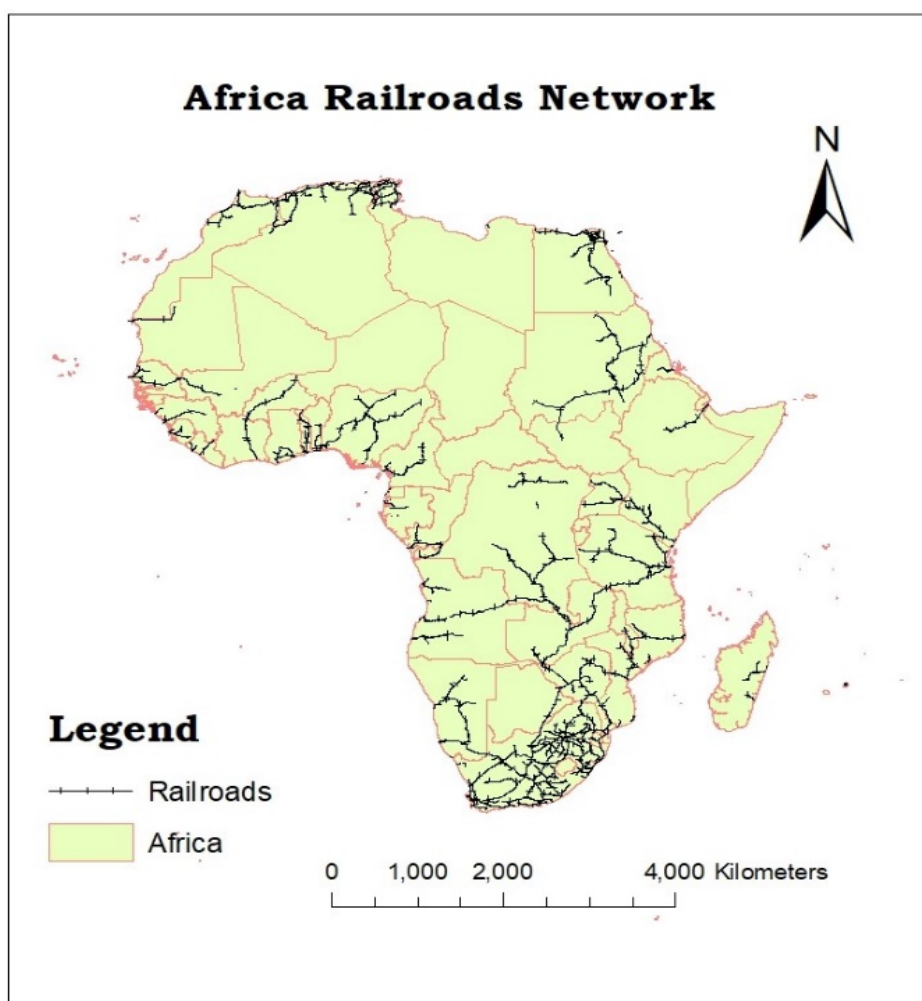 Africa Railroads Network
N
Legend
Railroads
Africa
0 1,000 2,000 4,000 Kilometers